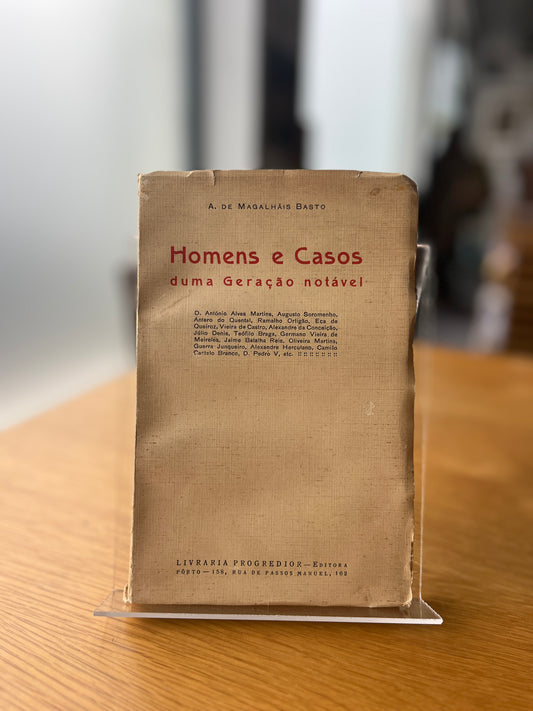 A. DE MAGALHÃIS BASTO
Homens e Casos
duma Geração notável
D. António Alves Martins, Augusto Soromenho,
Antero do Quental, Ramalho Ortigão, Eça de
Queiroz, Vieira de Castro, Alexandre da Conceição,
Júlio Denis, Teófilo Braga, Germano Vieira de
Meireles, Jaime Batalha Reis, Oliveira Martins,
Guerra Junqueiro, Alexandre Herculano, Camilo
Castelo Branco, D. Pedro V, etc.
LIVRARIA PROGREDIOR—EDITORA
PÔRTO—158, RUA DE PASSOS MANUEL, 162